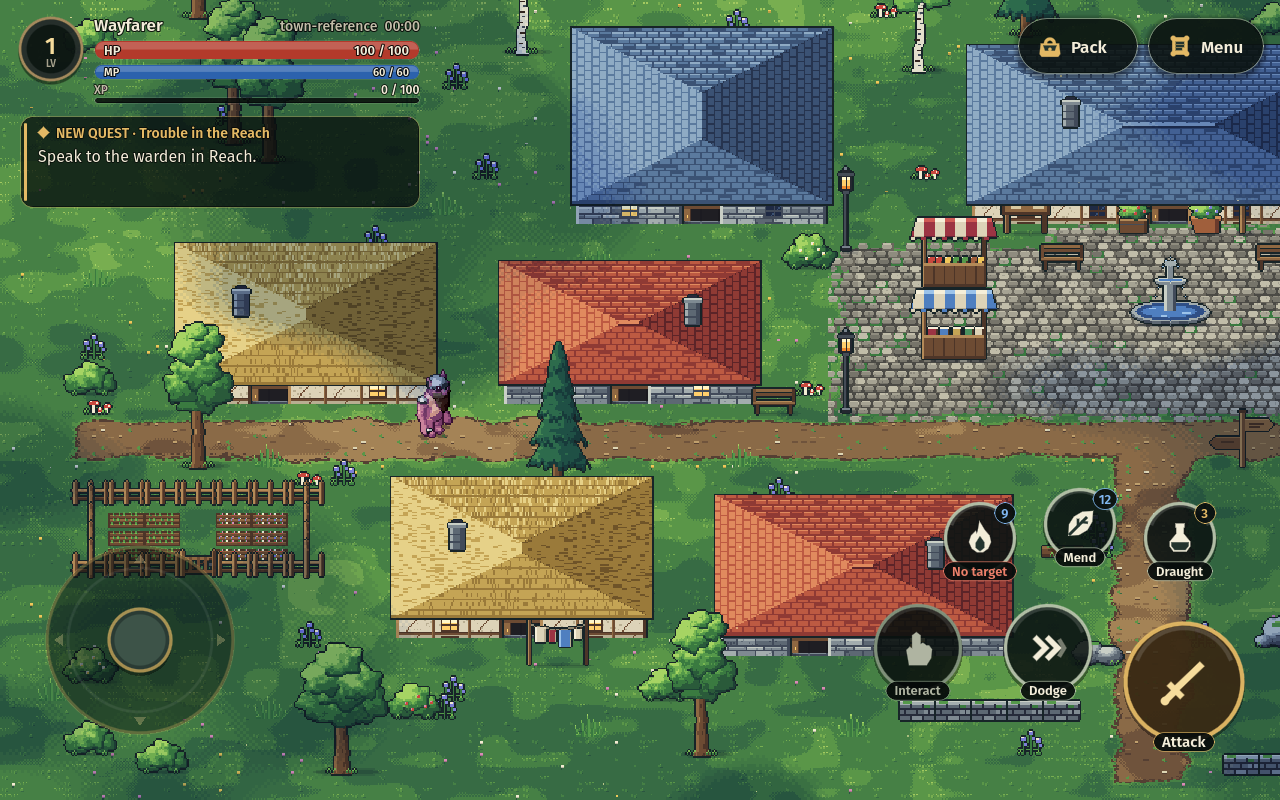 Wayfarer
town-reference 00:00
1
LV
HP 100 / 100
MP 60 / 60
XP 0 / 100
NEW QUEST · Trouble in the Reach
Speak to the warden in Reach.
Pack
Menu
9
No target
12
Mend
3
Draught
Interact
Dodge
Attack